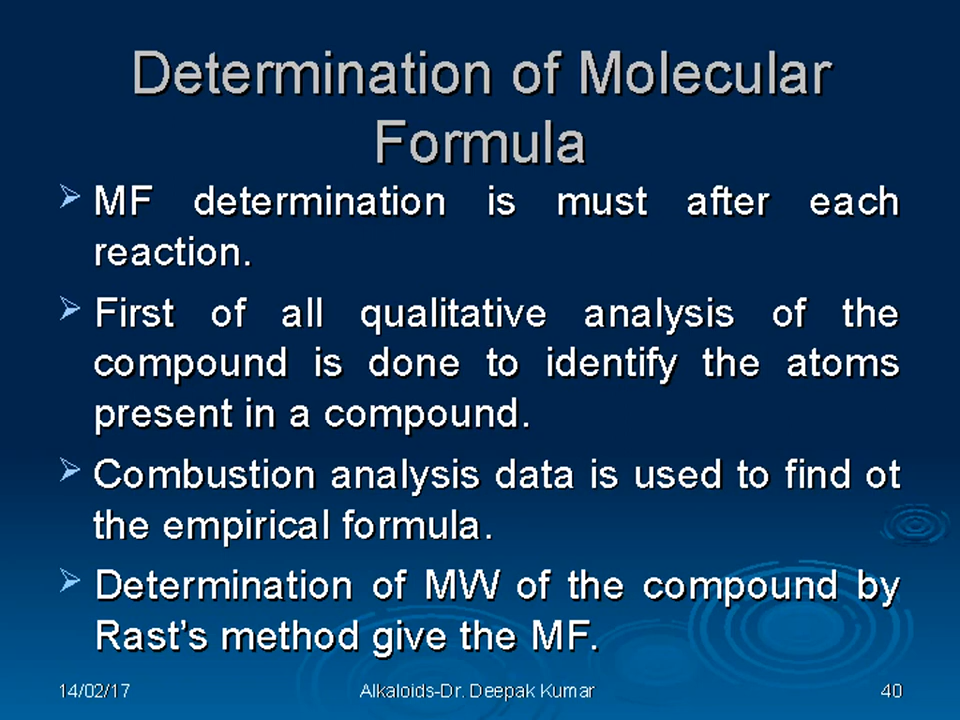 Determination of Molecular
Formula
➢ MF determination is must after each
reaction.
➢ First of all qualitative analysis of the
compound is done to identify the atoms
present in a compound.
➢ Combustion analysis data is used to find ot
the empirical formula.
➢ Determination of MW of the compound by
Rast's method give the MF.
14/02/17 Alkaloids-Dr. Deepak Kumar 40